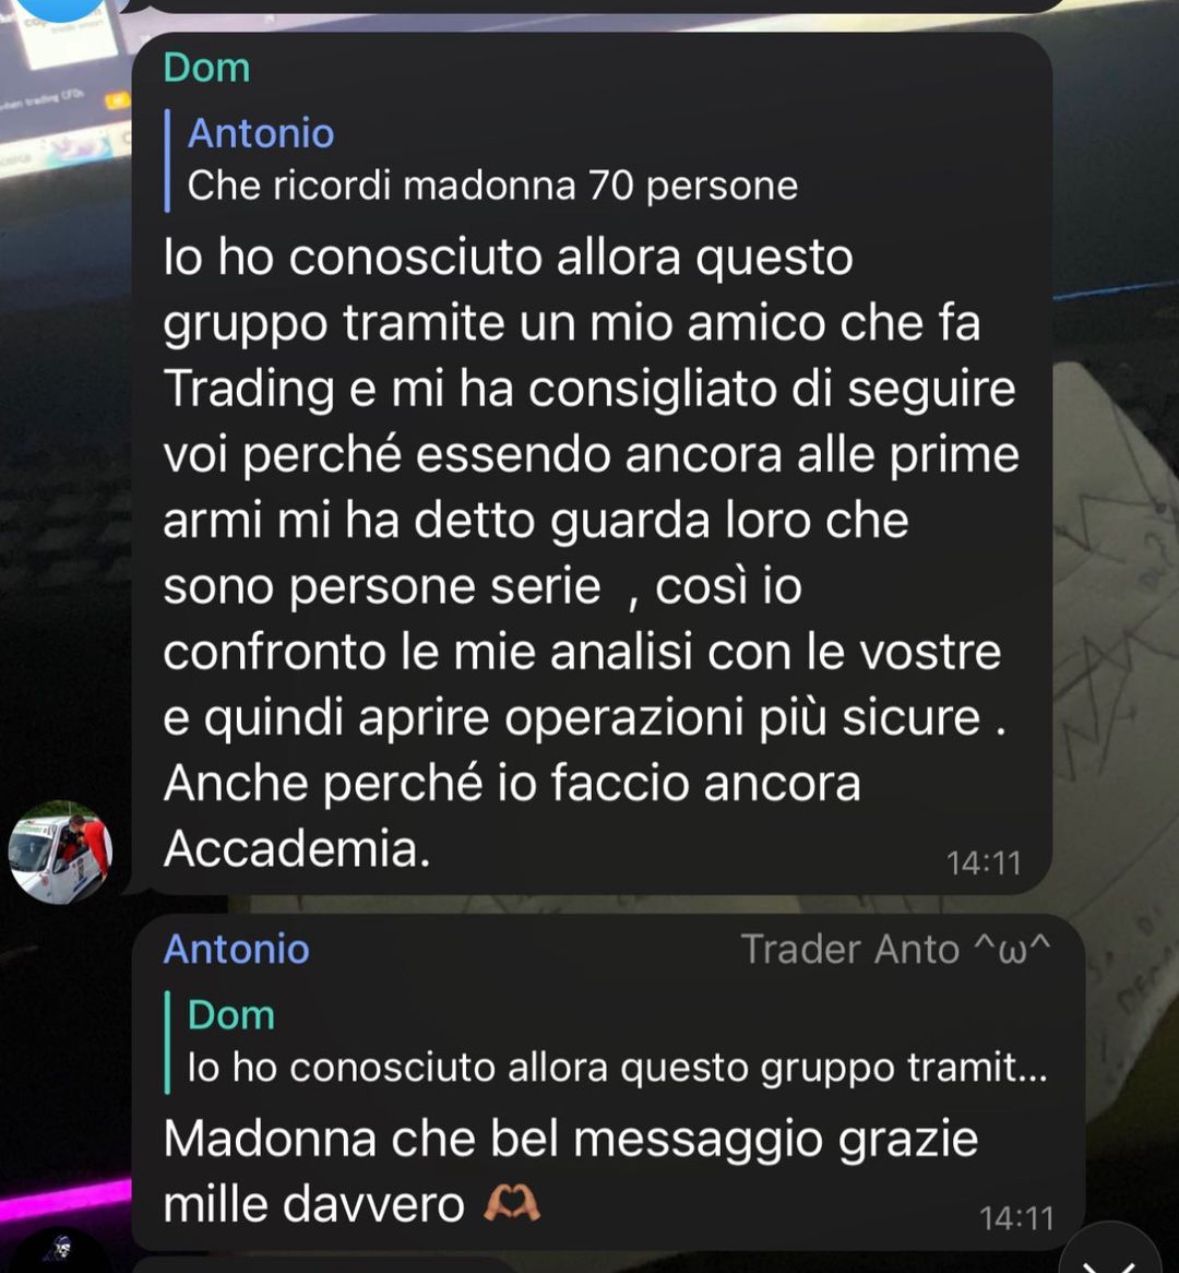 Dom
Antonio
Che ricordi madonna 70 persone
Io ho conosciuto allora questo
gruppo tramite un mio amico che fa
Trading e mi ha consigliato di seguire
voi perché essendo ancora alle prime
armi mi ha detto guarda loro che
sono persone serie , così io
confronto le mie analisi con le vostre
e quindi aprire operazioni più sicure .
Anche perché io faccio ancora
Accademia.
14:11
Antonio Trader Anto ^ω^
Dom
Io ho conosciuto allora questo gruppo tramit...
Madonna che bel messaggio grazie
mille davvero 🫶🏽
14:11